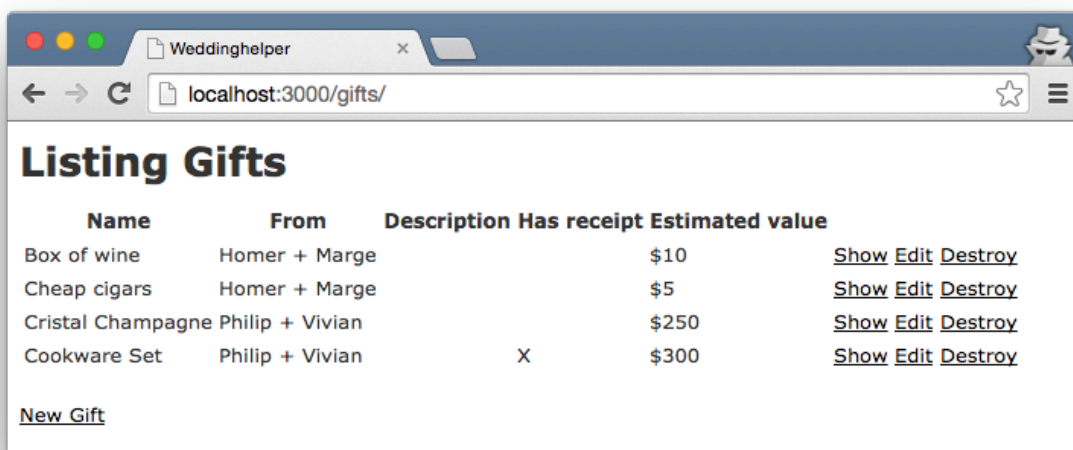 Weddinghelper
localhost:3000/gifts/
Listing Gifts
Name From Description Has receipt Estimated value
Box of wine Homer + Marge $10 Show Edit Destroy
Cheap cigars Homer + Marge $5 Show Edit Destroy
Cristal Champagne Philip + Vivian $250 Show Edit Destroy
Cookware Set Philip + Vivian X $300 Show Edit Destroy
New Gift